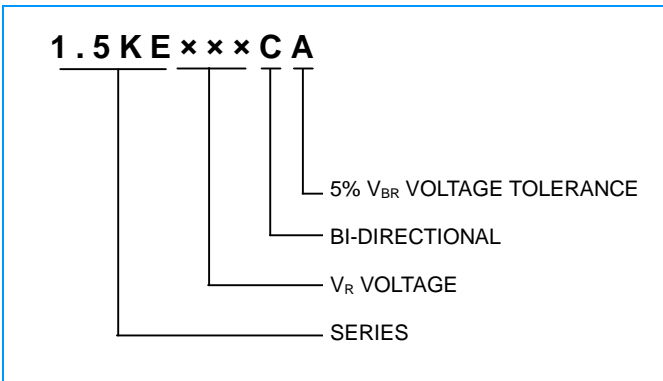 1.5KE×××CA
5% VBR VOLTAGE TOLERANCE
BI-DIRECTIONAL
VR VOLTAGE
SERIES